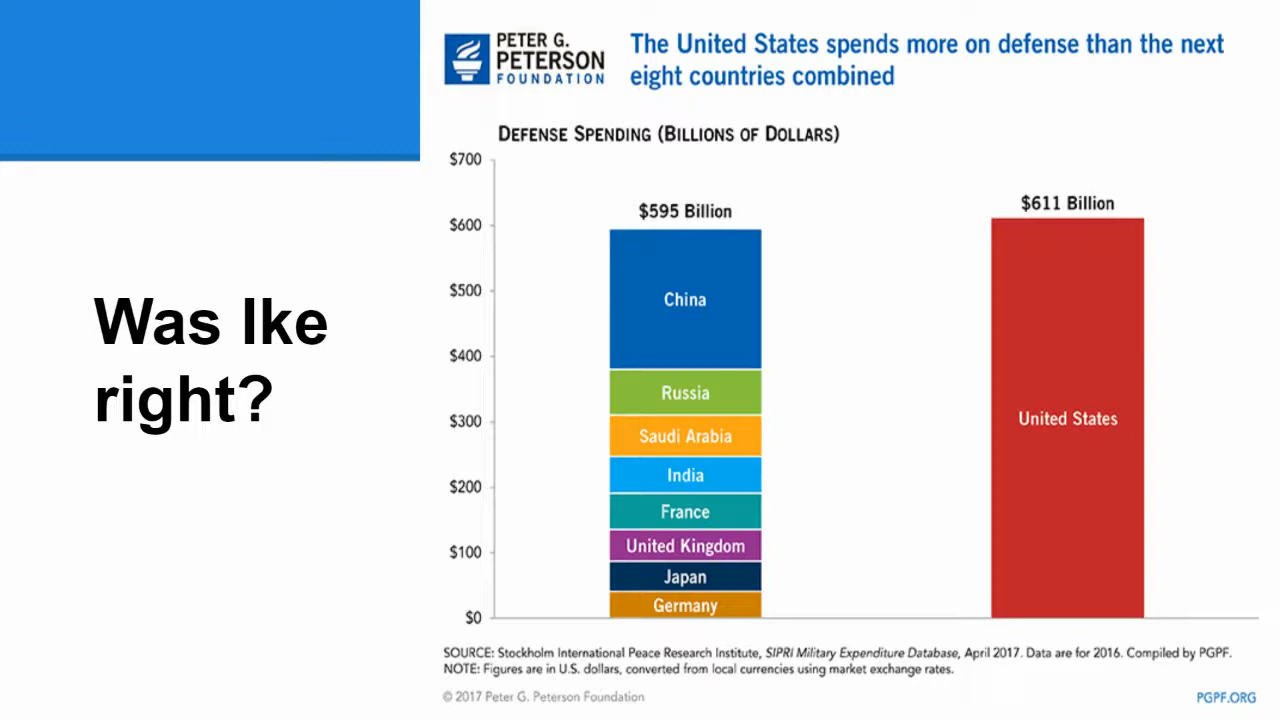 PETER G.
PETERSON
FOUNDATION
The United States spends more on defense than the next
eight countries combined
DEFENSE SPENDING (BILLIONS OF DOLLARS)
$700
$600
$500
$400
$300
$200
$100
$0
$595 Billion
China
Russia
Saudi Arabia
India
France
United Kingdom
Japan
Germany
$611 Billion
United States
Was Ike
right?
SOURCE: Stockholm International Peace Research Institute, SIPRI Military Expenditure Database, April 2017. Data are for 2016. Compiled by PGPF.
NOTE: Figures are in U.S. dollars, converted from local currencies using market exchange rates.
© 2017 Peter G. Peterson Foundation
PGPF.ORG